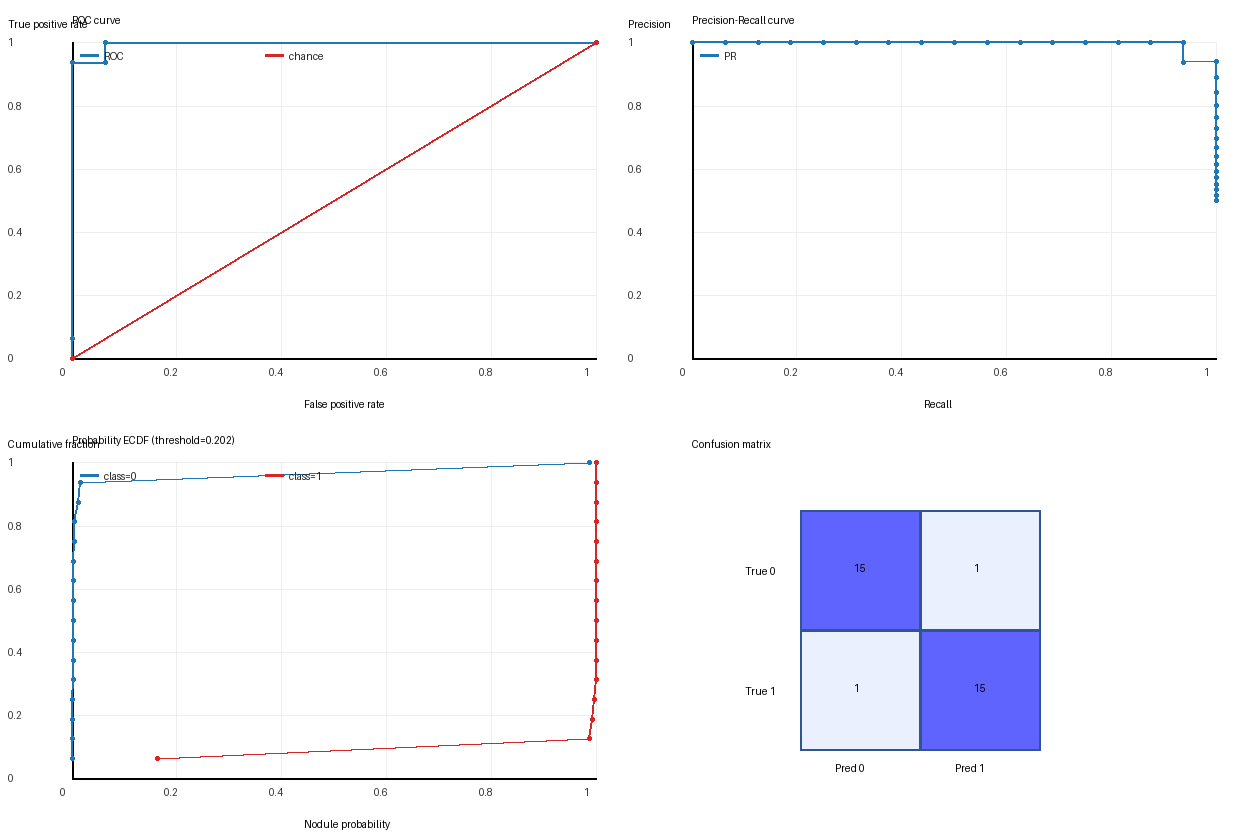 ROC curve
True positive rate
1
0.8
0.6
0.4
0.2
0
ROC
chance
0
0.2
0.4
0.6
0.8
1
False positive rate
Precision-Recall curve
Precision
1
0.8
0.6
0.4
0.2
0
PR
0
0.2
0.4
0.6
0.8
1
Recall
Probability ECDF (threshold=0.202)
Cumulative fraction
1
0.8
0.6
0.4
0.2
0
class=0
class=1
0
0.2
0.4
0.6
0.8
1
Nodule probability
Confusion matrix
True 0
15
1
True 1
1
15
Pred 0
Pred 1